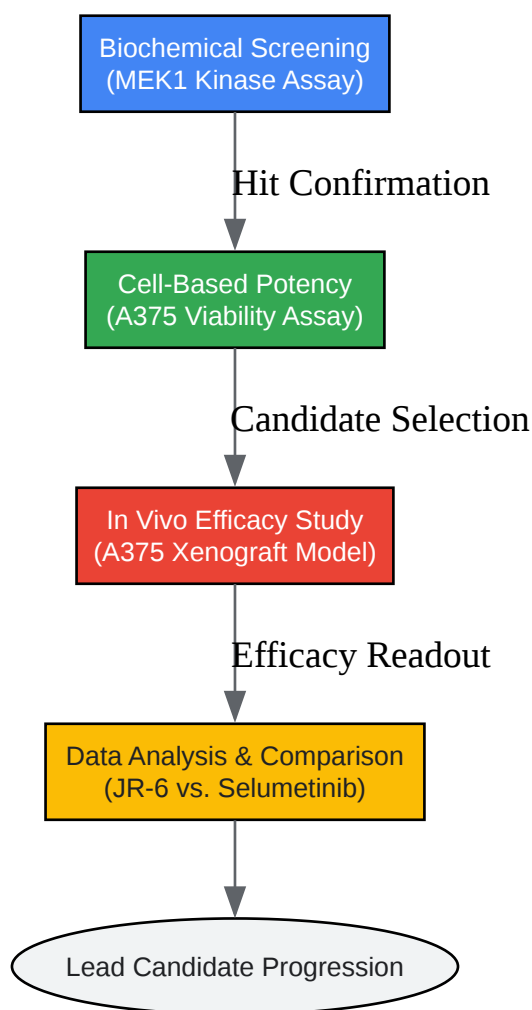 Biochemical Screening
(MEK1 Kinase Assay)
Hit Confirmation
Cell-Based Potency
(A375 Viability Assay)
Candidate Selection
In Vivo Efficacy Study
(A375 Xenograft Model)
Efficacy Readout
Data Analysis & Comparison
(JR-6 vs. Selumetinib)
Lead Candidate Progression